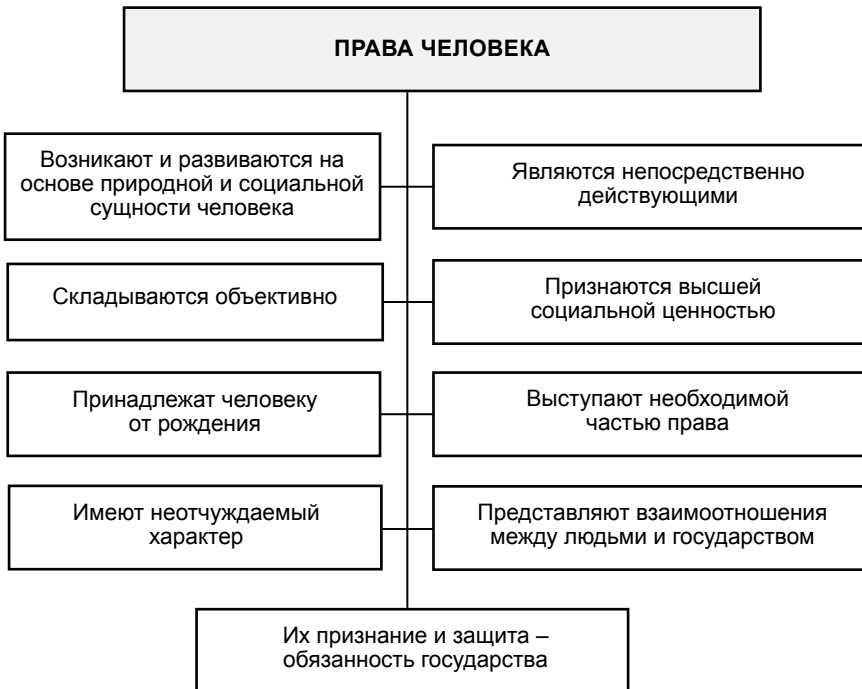 ПРАВА ЧЕЛОВЕКА
Возникают и развиваются на
основе природной и социальной
сущности человека
Являются непосредственно
действующими
Складываются объективно
Признаются высшей
социальной ценностью
Принадлежат человеку
от рождения
Выступают необходимой
частью права
Имеют неотчуждаемый
характер
Представляют взаимоотношения
между людьми и государством
Их признание и защита –
обязанность государства